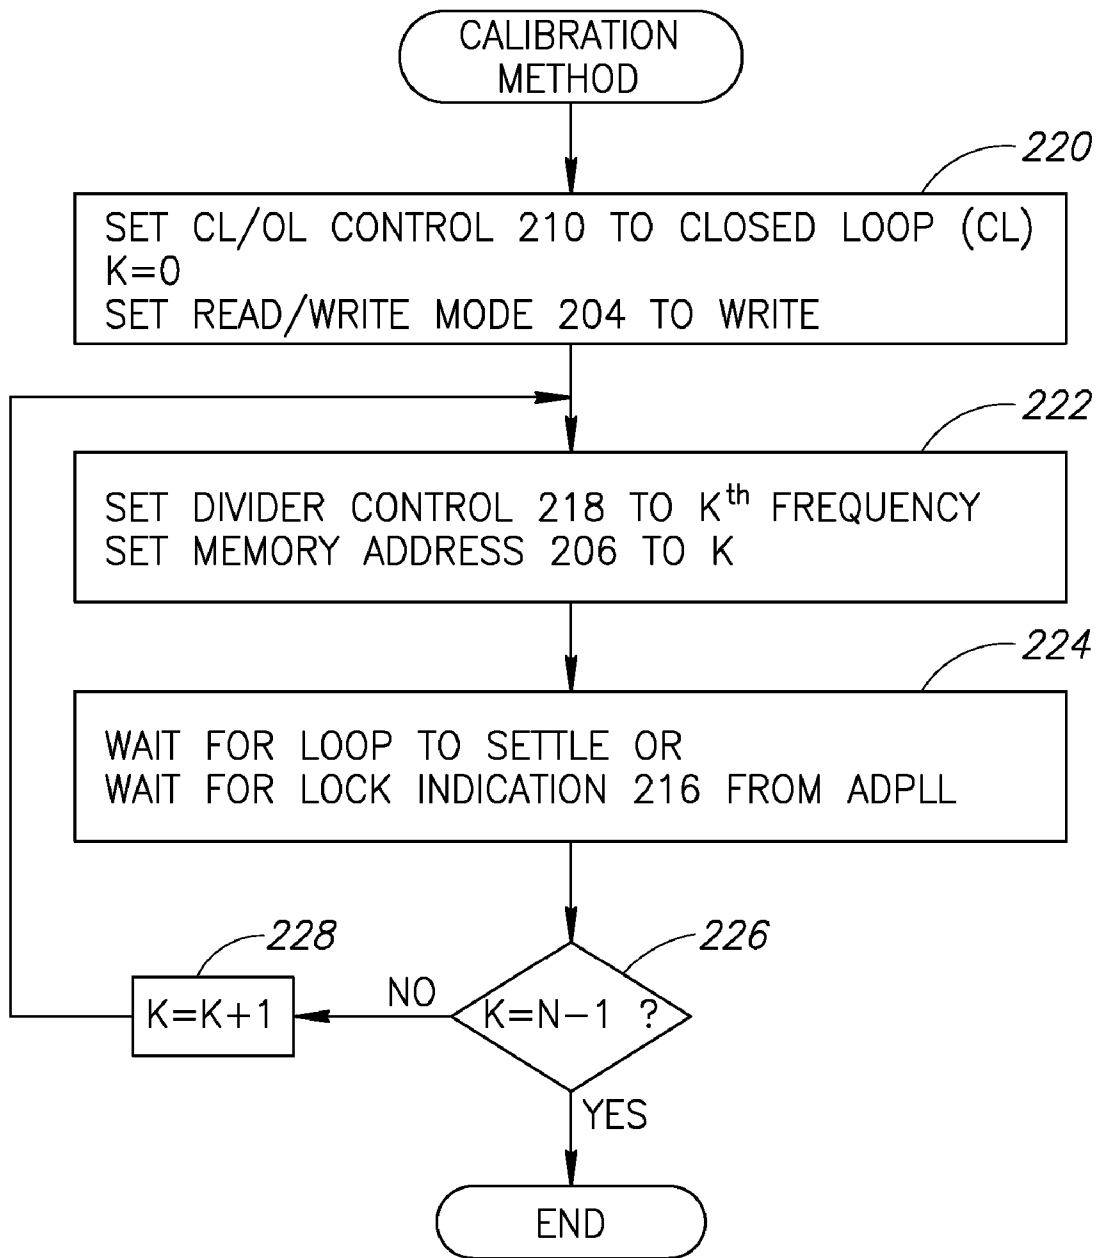 CALIBRATION
METHOD
220
SET CL/OL CONTROL 210 TO CLOSED LOOP (CL)
K=0
SET READ/WRITE MODE 204 TO WRITE
222
SET DIVIDER CONTROL 218 TO Kth FREQUENCY
SET MEMORY ADDRESS 206 TO K
224
WAIT FOR LOOP TO SETTLE OR
WAIT FOR LOCK INDICATION 216 FROM ADPLL
228
226
K=K+1
NO
K=N-1 ?
YES
END